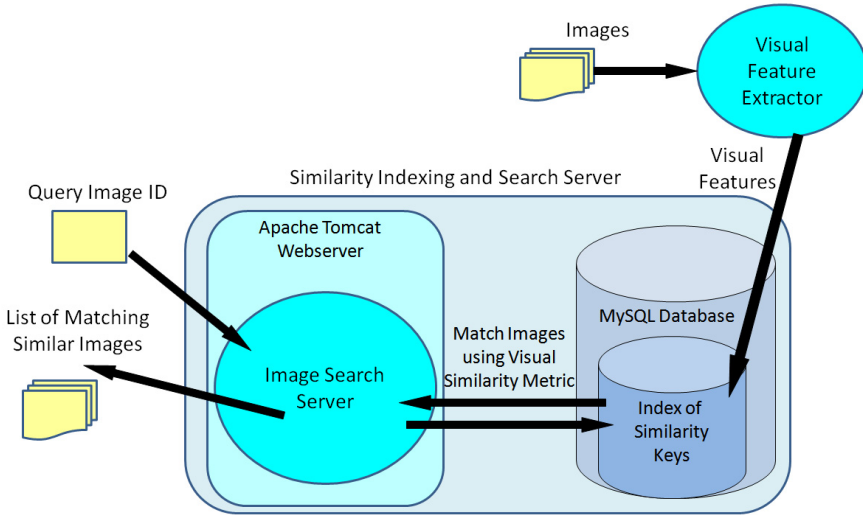 Images
Visual
Feature
Extractor
Visual
Features
Similarity Indexing and Search Server
Query Image ID
Apache Tomcat
Webserver
MySQL Database
List of Matching
Similar Images
Match Images
using Visual
Similarity Metric
Image Search
Server
Index of
Similarity
Keys